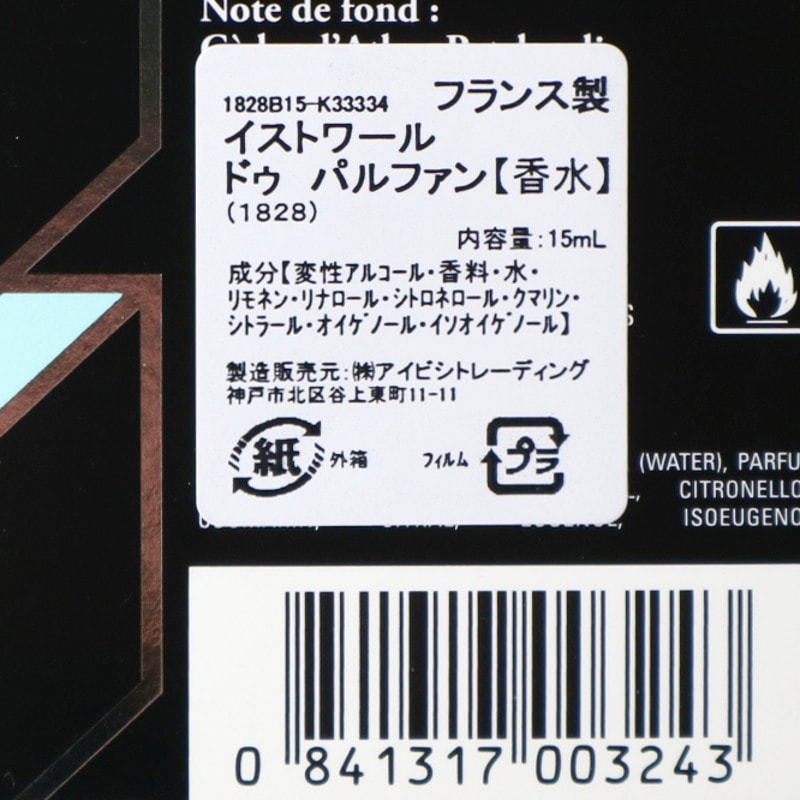 Note de fond :
1828B15-K33334 フランス製
イストワール
ドゥ パルファン【香水】
(1828)
内容量:15mL
成分【変性アルコール・香料・水・
リモネン・リナロール・シトロネロール・クマリン・
シトラール・オイゲノール・イソオイゲノール】
製造販売元:㈱アイビシトレーディング
神戸市北区谷上東町11-11
紙 外箱 フィルム プラ
(WATER), PARFU
CITRONELLO
ISOEUGENO
0 841317 003243